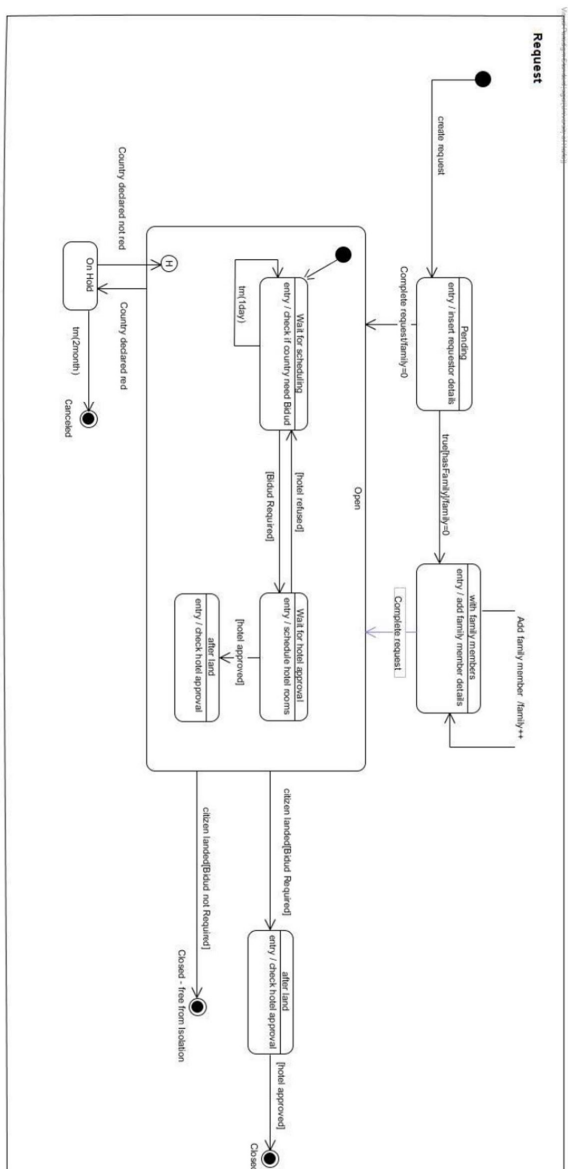 Request
create request
Pending
entry / insert requestor details
true[hasFamily]/family=0
with family members
entry / add family member details
Add family member /family++
Complete request/family=0
Complete request
Open
Wait for scheduling
entry / check if country need Bidud
tm(1day)
[hotel refused]
[Bidud Required]
Wait for hotel approval
entry / schedule hotel rooms
[hotel approved]
after land
entry / check hotel approval
citizen landed[Bidud Required]
after land
entry / check hotel approval
[hotel approved]
citizen landed[Bidud not Required]
Closed - free from Isolation
H
Country declared not red
Country declared red
On Hold
tm(2month)
Canceled